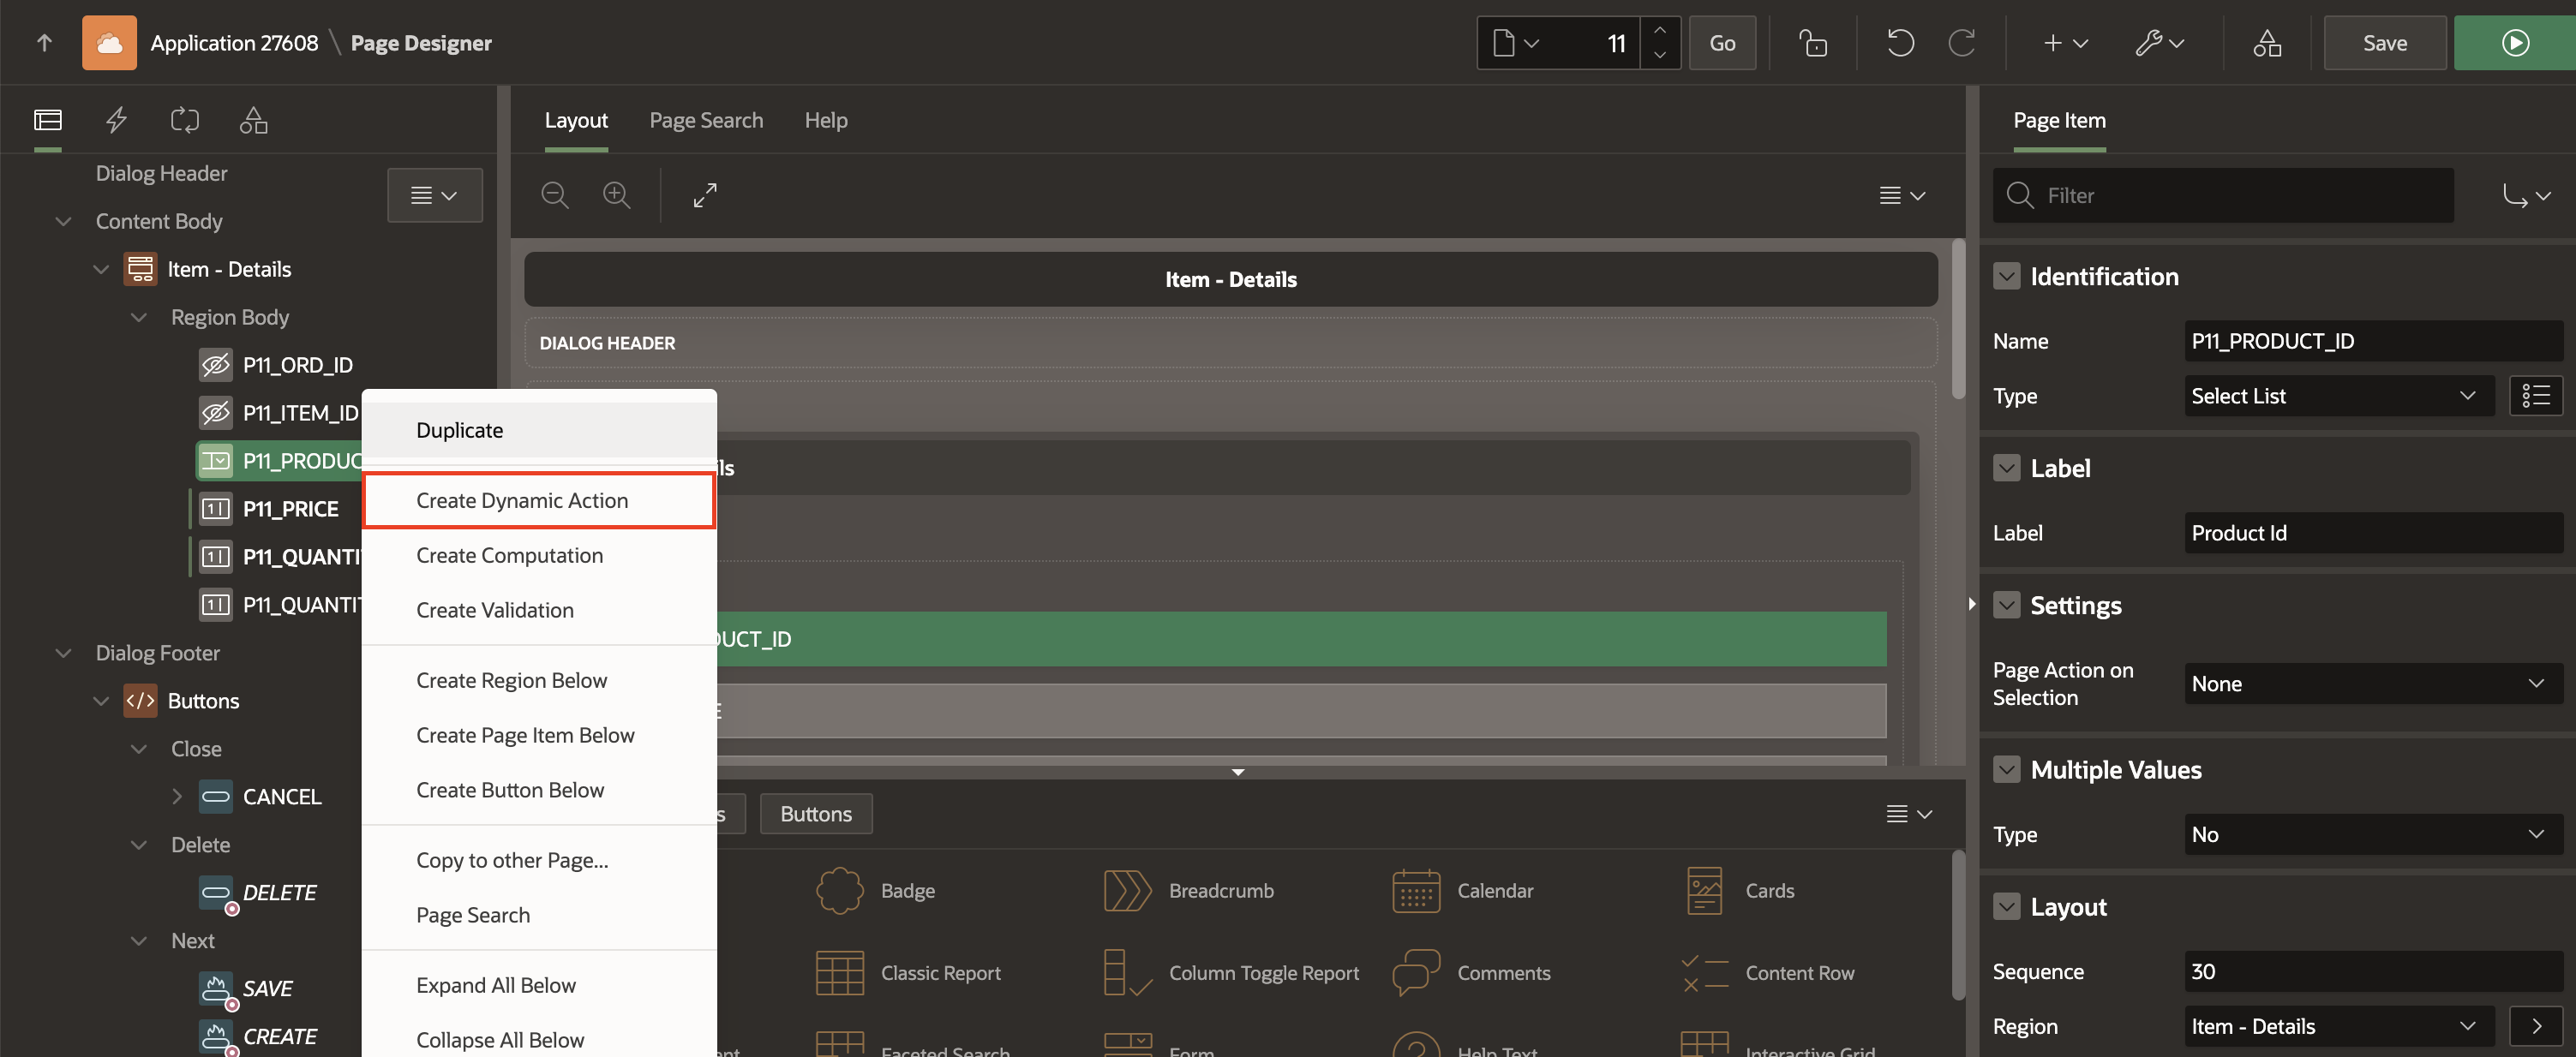 Application 27608 \ Page Designer
11
Go
Save
Layout
Page Search
Help
Page Item
Dialog Header
Content Body
Item - Details
Region Body
P11_ORD_ID
P11_ITEM_ID
P11_PRODUC
P11_PRICE
P11_QUANTI
P11_QUANTIT
Dialog Footer
Buttons
Close
CANCEL
Delete
DELETE
Next
SAVE
CREATE
Duplicate
Create Dynamic Action
Create Computation
Create Validation
Create Region Below
Create Page Item Below
Create Button Below
Copy to other Page...
Page Search
Expand All Below
Collapse All Below
Item - Details
DIALOG HEADER
ls
DUCT_ID
E
s
Buttons
Badge
Breadcrumb
Calendar
Cards
Classic Report
Column Toggle Report
Comments
Content Row
Faceted Search
Form
Help Text
Interactive Grid
Filter
Identification
Name
P11_PRODUCT_ID
Type
Select List
Label
Label
Product Id
Settings
Page Action on
Selection
None
Multiple Values
Type
No
Layout
Sequence
30
Region
Item - Details